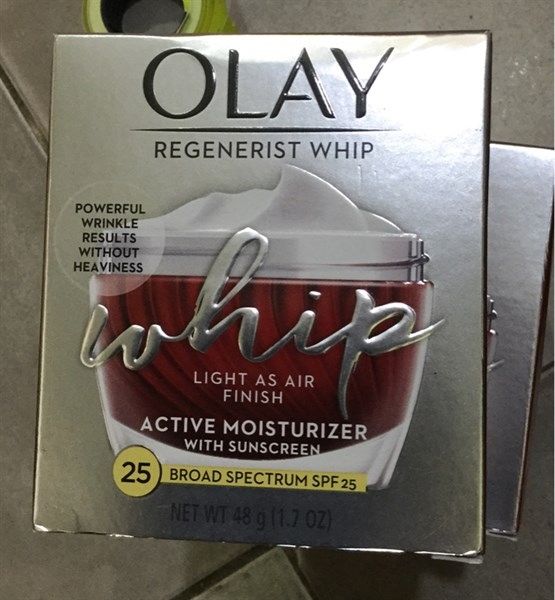 OLAY
REGENERIST WHIP
POWERFUL
WRINKLE
RESULTS
WITHOUT
HEAVINESS
whip
LIGHT AS AIR
FINISH
ACTIVE MOISTURIZER
WITH SUNSCREEN
25 BROAD SPECTRUM SPF 25
NET WT 48 g (1.7 OZ)